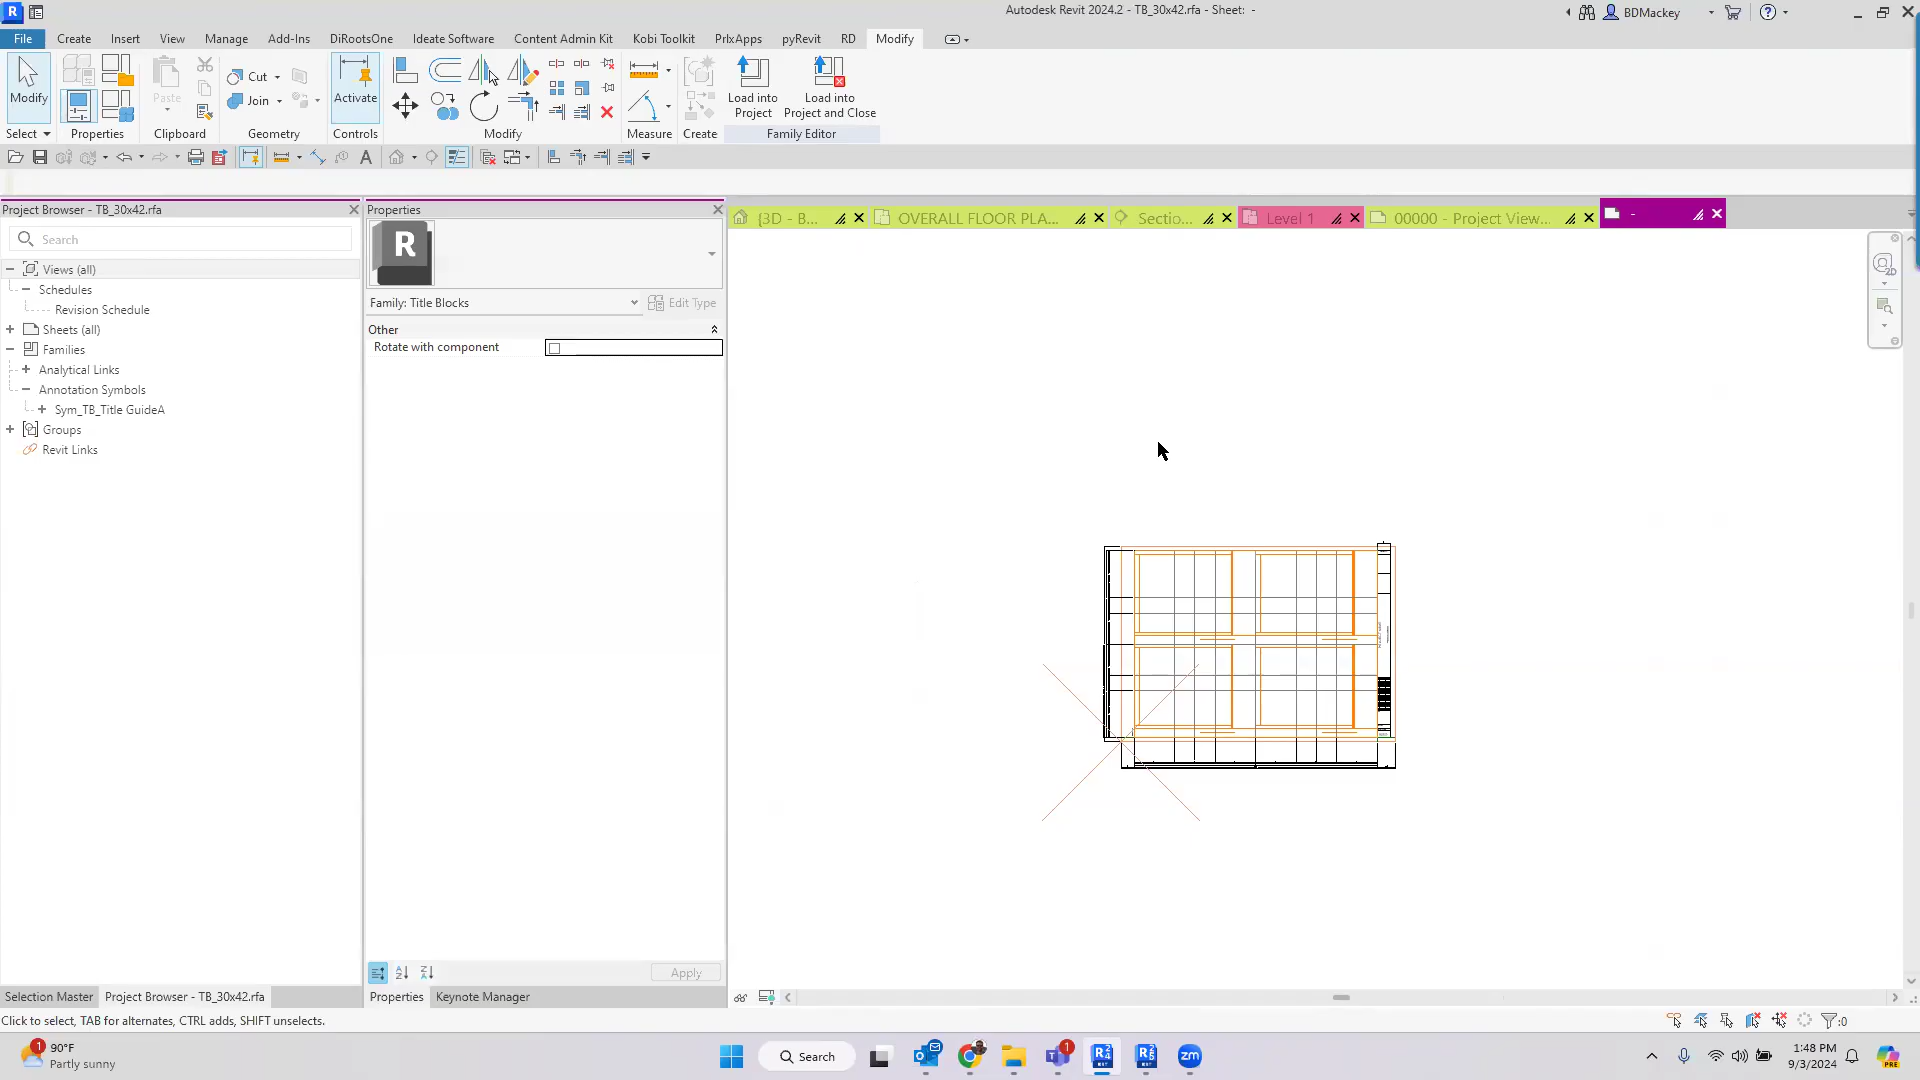 Autodesk Revit 2024.2 - TB_30x42.rfa - Sheet: -
BDMackey
File Create Insert View Manage Add-Ins DiRootsOne Ideate Software Content Admin Kit Kobi Toolkit PrlxApps pyRevit RD Modify
Modify
Paste
Cut
Join
Activate
Load into
Project
Load into
Project and Close
Select Properties Clipboard Geometry Controls Modify Measure Create Family Editor
Project Browser - TB_30x42.rfa
Search
Views (all)
Schedules
Revision Schedule
Sheets (all)
Families
Analytical Links
Annotation Symbols
Sym_TB_Title GuideA
Groups
Revit Links
Properties
R
Family: Title Blocks
Edit Type
Other
Rotate with component
Apply
{3D - B... OVERALL FLOOR PLA... Sectio... Level 1 00000 - Project View... -
2D
Selection Master Project Browser - TB_30x42.rfa Properties Keynote Manager
Click to select, TAB for alternates, CTRL adds, SHIFT unselects.
:0
90°F
Partly sunny
Search
zm
1:48 PM
9/3/2024